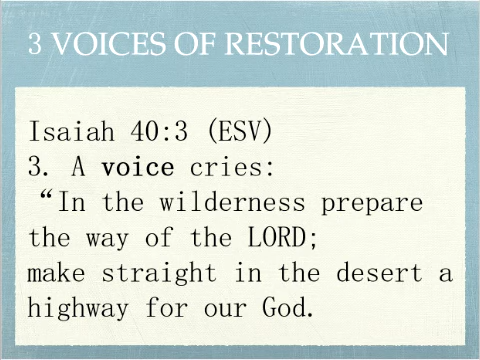 3 VOICES OF RESTORATION
Isaiah 40:3 (ESV)
3. A voice cries:
“In the wilderness prepare
the way of the LORD;
make straight in the desert a
highway for our God.